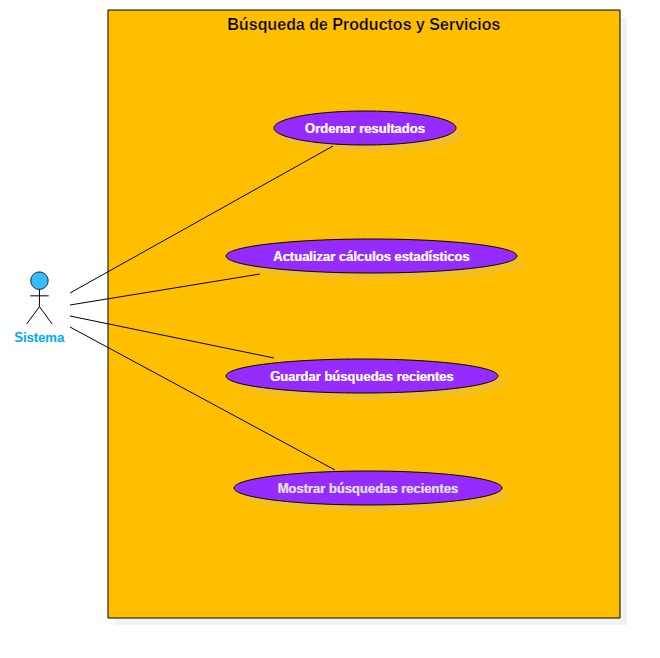 Búsqueda de Productos y Servicios
Ordenar resultados
Actualizar cálculos estadísticos
Sistema
Guardar búsquedas recientes
Mostrar búsquedas recientes